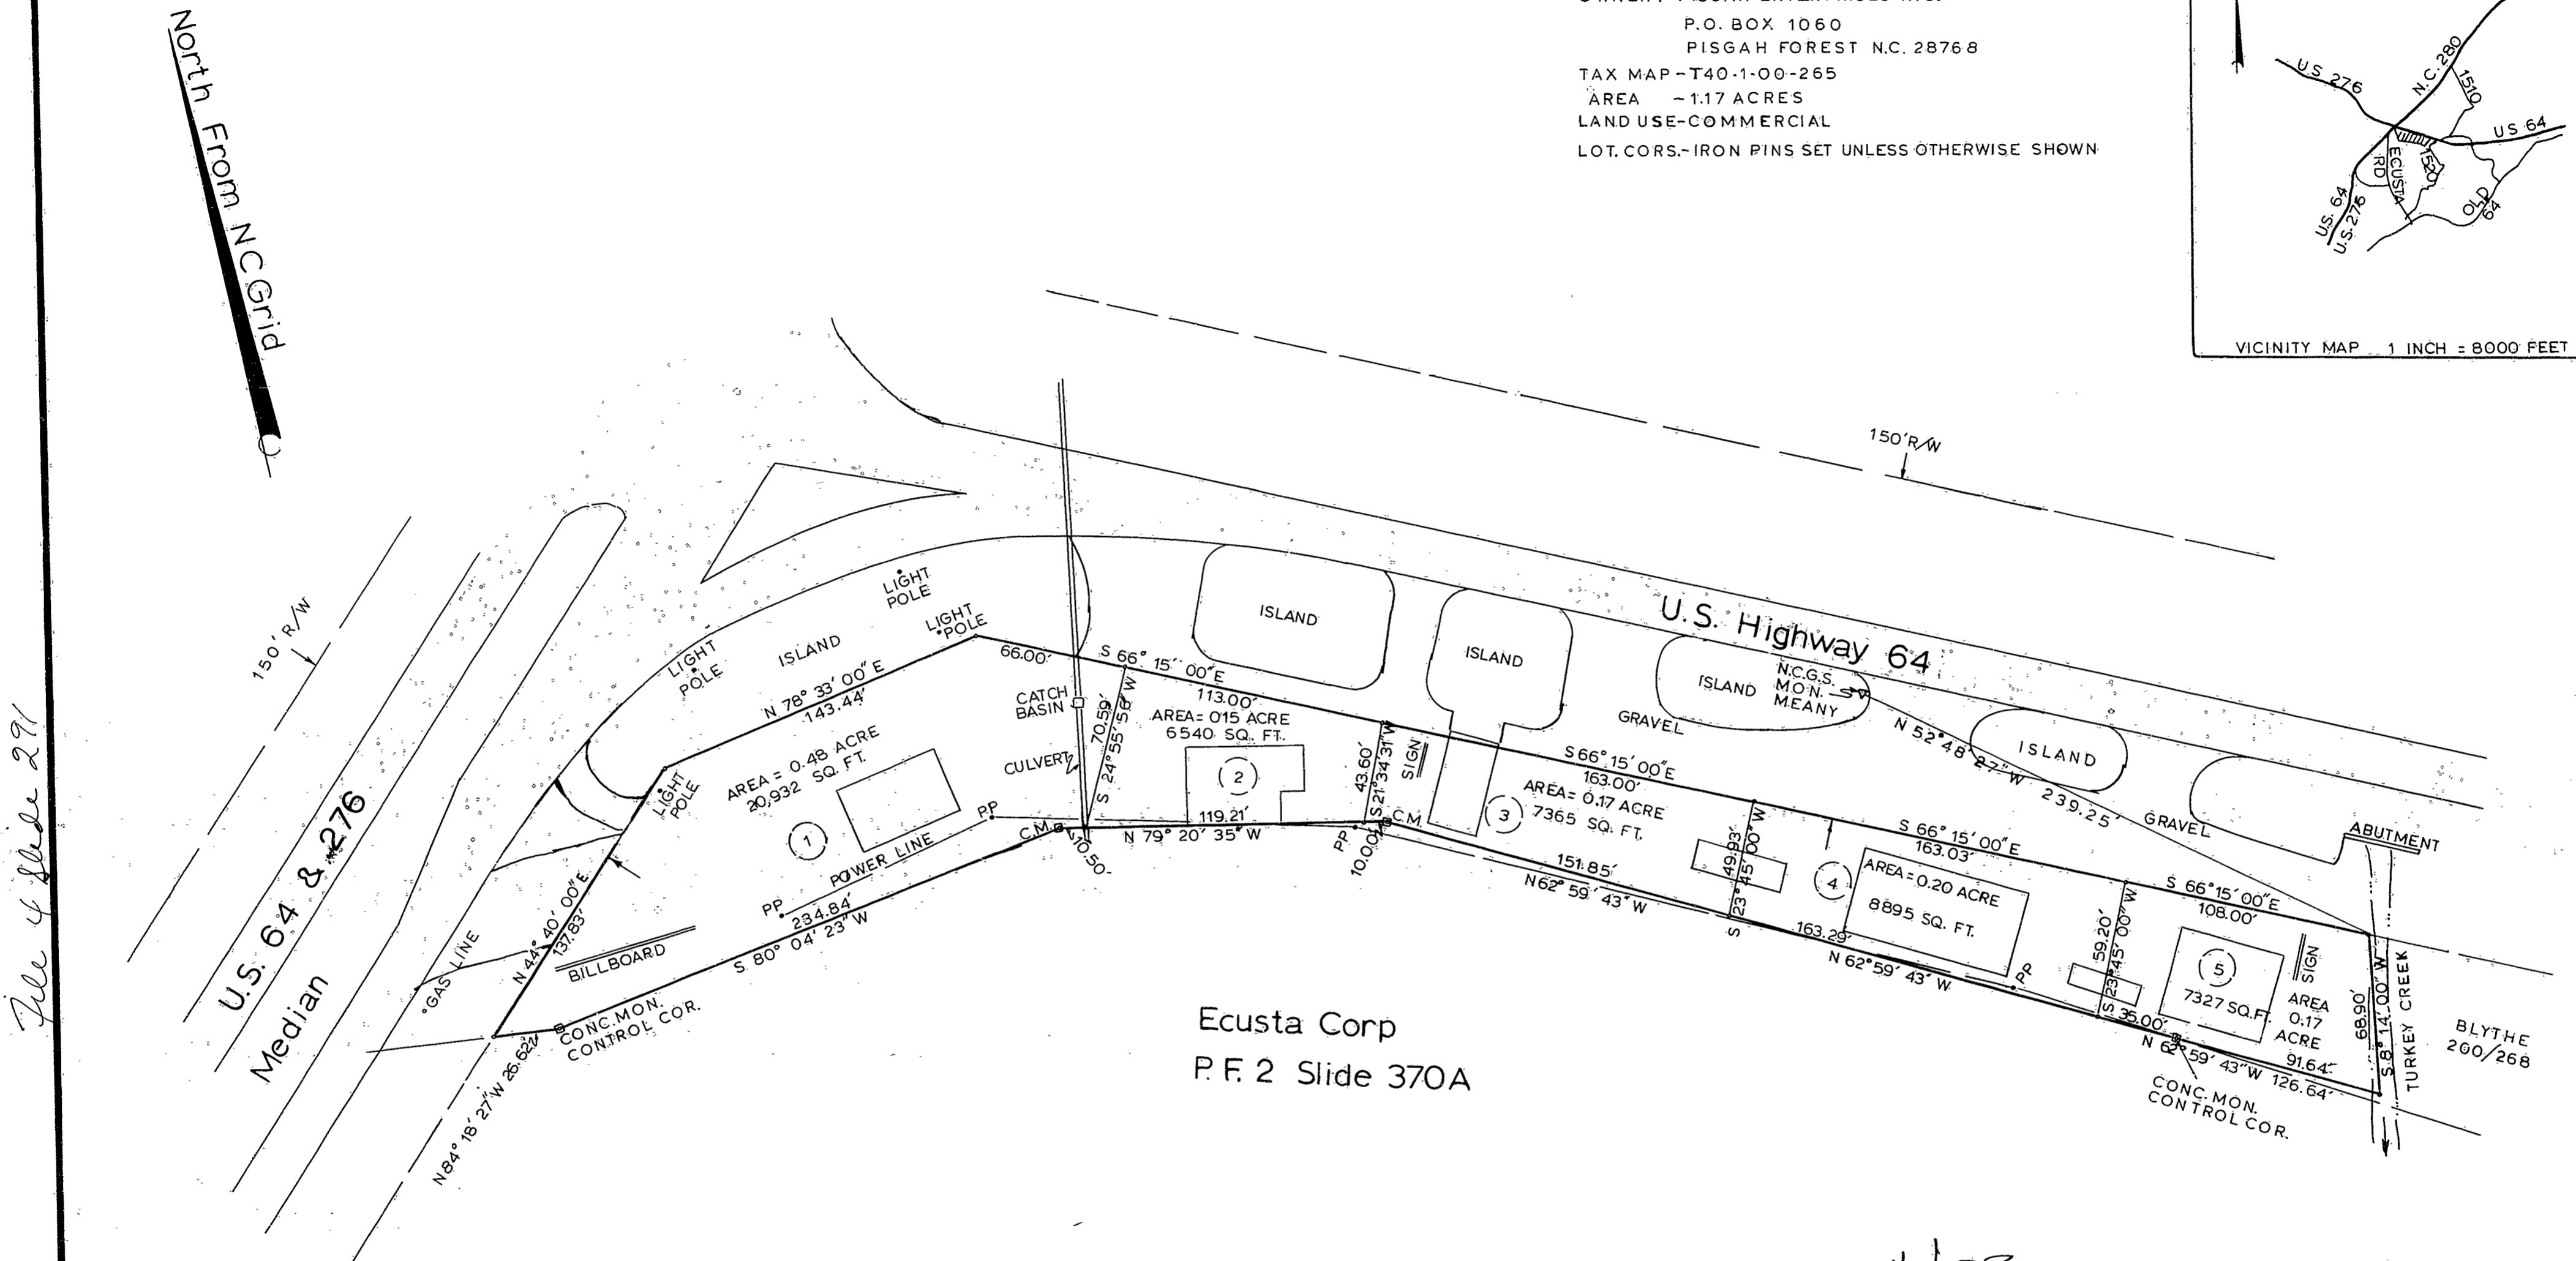 P.O. BOX 1060
PISGAH FOREST N.C. 28768
TAX MAP-T40-1-00-265
AREA - 1.17 ACRES
LAND USE-COMMERCIAL
LOT. CORS.-IRON PINS SET UNLESS OTHERWISE SHOWN
U S 276
N.C. 280
1510
US 64
ECUSTA
RD
1520
OLD
64
U.S. 64
U.S. 276
VICINITY MAP 1 INCH = 8000 FEET
North From NC Grid
File 4 Slide 291
150' R/W
150' R/W
U.S. Highway 64
U.S. 64 & 276
Median
LIGHT
POLE
LIGHT
POLE
LIGHT
POLE
LIGHT
POLE
ISLAND
ISLAND
ISLAND
ISLAND
ISLAND
N.C.G.S.
MON.
MEANY
GRAVEL
GRAVEL
N 52° 48' 27" W 239.25'
ABUTMENT
N 78° 33' 00" E
143.44'
66.00'
S 66° 15' 00" E
113.00'
CATCH
BASIN
CULVERT
70.59'
S 24° 55' 56" W
AREA = 0.48 ACRE
20,932 SQ. FT.
1
P.P.
POWER LINE
PP
C.M.
10.50'
234.84'
S 80° 04' 23" W
N 44° 40' 00" E
137.83'
BILLBOARD
GAS LINE
CONC. MON.
CONTROL COR.
N 84° 18' 27" W 26.62'
AREA = 015 ACRE
6540 SQ. FT.
2
119.21'
N 79° 20' 35" W
43.60'
S 21° 34' 31" W
SIGN
PP
10.00'
C.M.
S 66° 15' 00" E
163.00'
AREA = 0.17 ACRE
7365 SQ. FT.
3
151.85'
N 62° 59' 43" W
49.93'
S 23° 45' 00" W
S 66° 15' 00" E
163.03'
4
AREA = 0.20 ACRE
8895 SQ. FT.
163.29'
N 62° 59' 43" W
PP
59.20'
S 23° 45' 00" W
S 66° 15' 00" E
108.00'
5
7327 SQ. FT.
SIGN
AREA
0.17
ACRE
35.00'
N 62° 59' 43" W 126.64'
91.64'
CONC. MON.
CONTROL COR.
68.90'
S 8° 14' 00" W
TURKEY CREEK
BLYTHE
200/268
Ecusta Corp
P.F. 2 Slide 370A